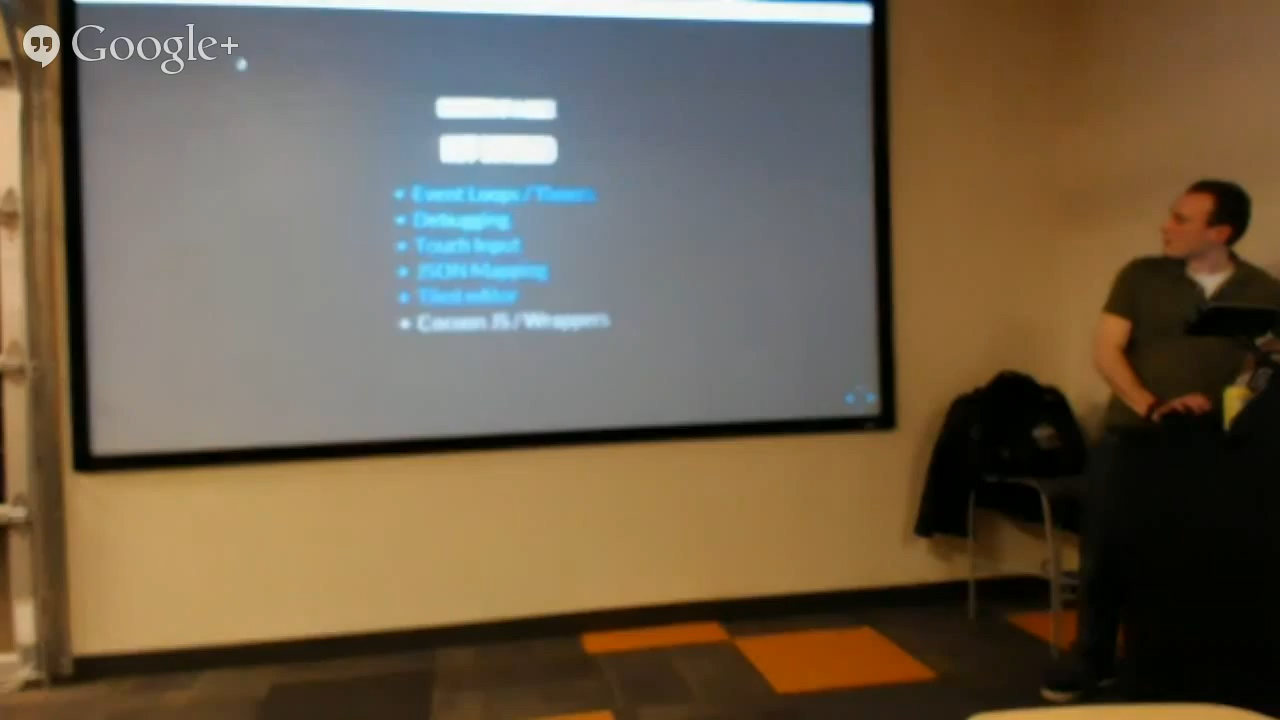 Google+
• Event Loops / Timers
• Debugging
• Touch Input
• JSON Mapping
• Tiled editor
• Cocoon JS / Wrappers